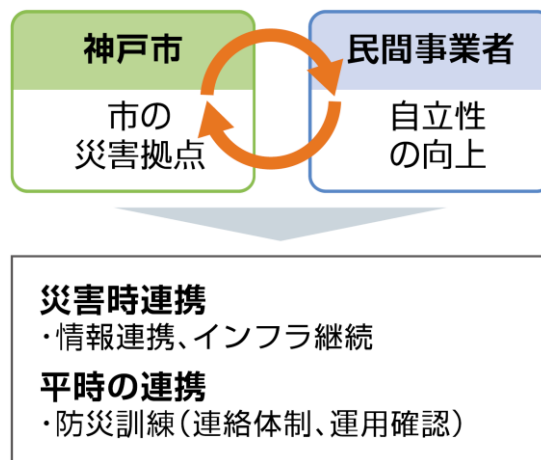 神戸市
市の
災害拠点
民間事業者
自立性
の向上
災害時連携
・情報連携、インフラ継続
平時の連携
・防災訓練（連絡体制、運用確認）